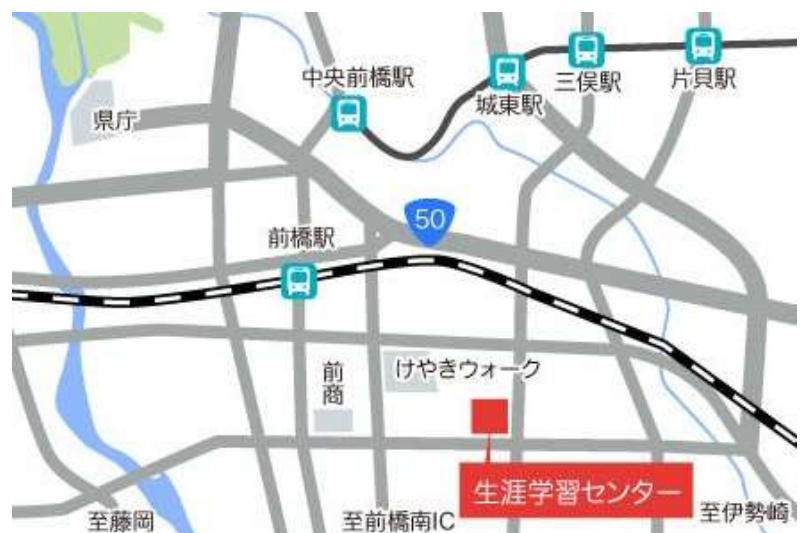 中央前橋駅
城東駅
三俣駅
片貝駅
県庁
50
前橋駅
前商
けやきウォーク
生涯学習センター
至藤岡
至前橋南IC
至伊勢崎